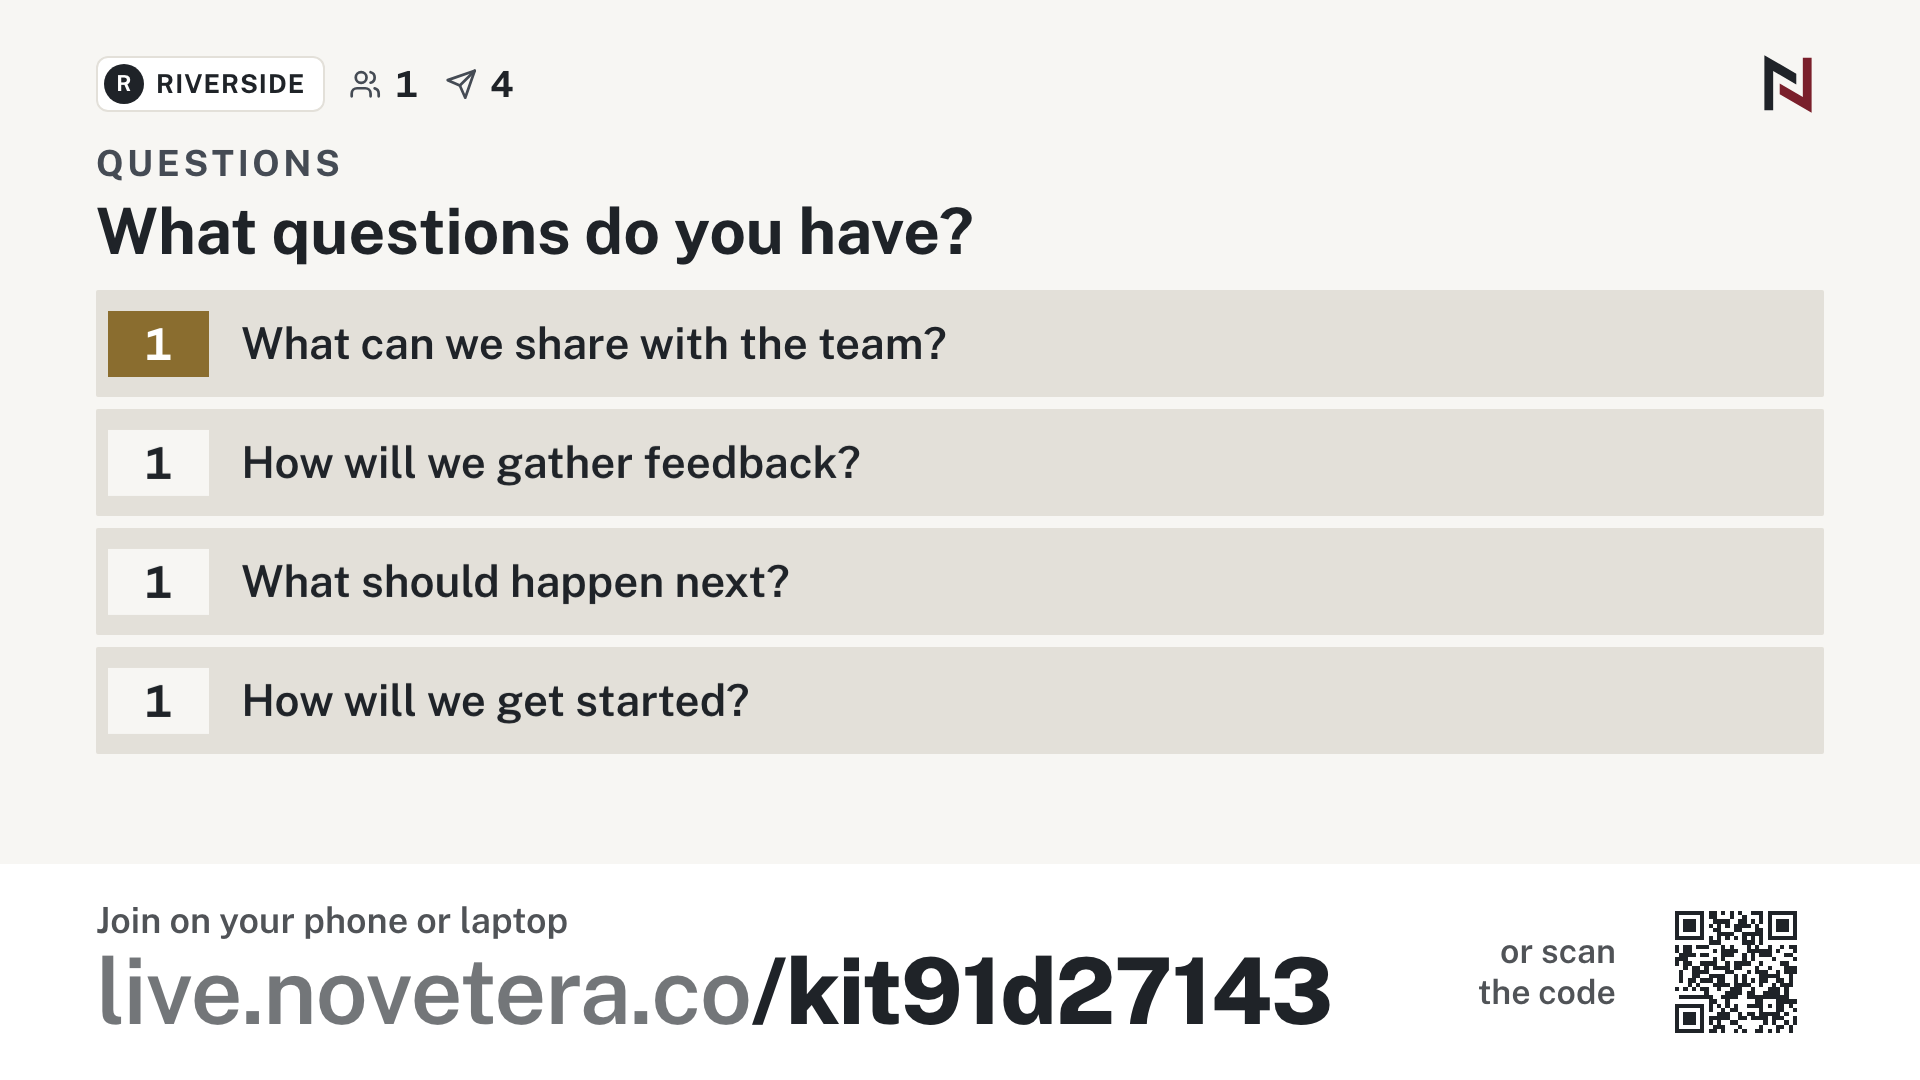 R RIVERSIDE 1 4
QUESTIONS
What questions do you have?
1 What can we share with the team?
1 How will we gather feedback?
1 What should happen next?
1 How will we get started?
Join on your phone or laptop
live.novetera.co/kit91d27143
or scan
the code